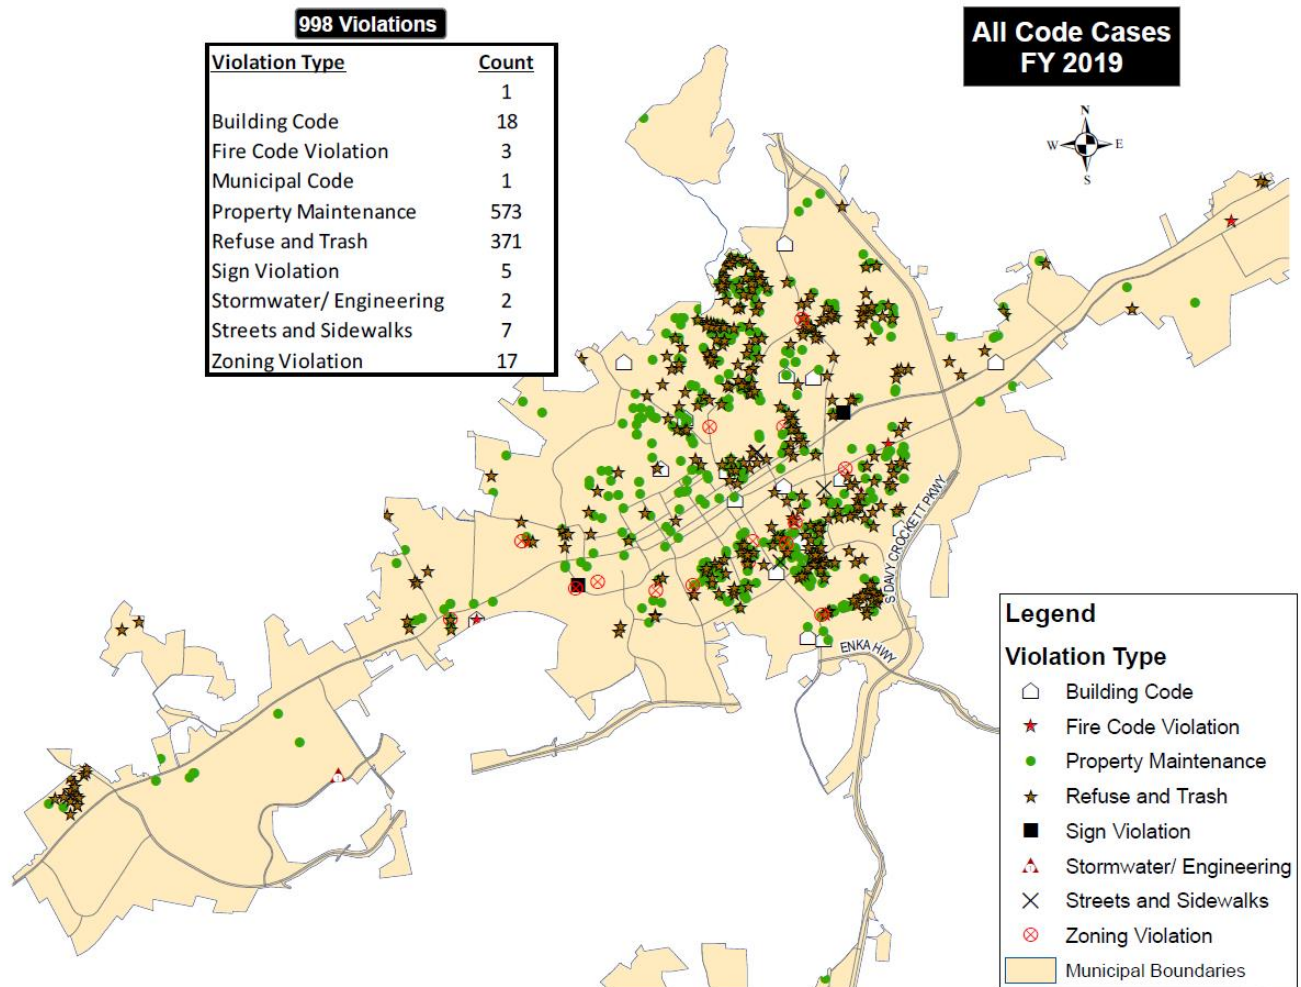 998 Violations
Violation Type Count
1
Building Code 18
Fire Code Violation 3
Municipal Code 1
Property Maintenance 573
Refuse and Trash 371
Sign Violation 5
Stormwater/ Engineering 2
Streets and Sidewalks 7
Zoning Violation 17
All Code Cases
FY 2019
N
W E
S
S DAVY CROCKETT PKWY
ENKA HWY
Legend
Violation Type
Building Code
Fire Code Violation
Property Maintenance
Refuse and Trash
Sign Violation
Stormwater/ Engineering
Streets and Sidewalks
Zoning Violation
Municipal Boundaries